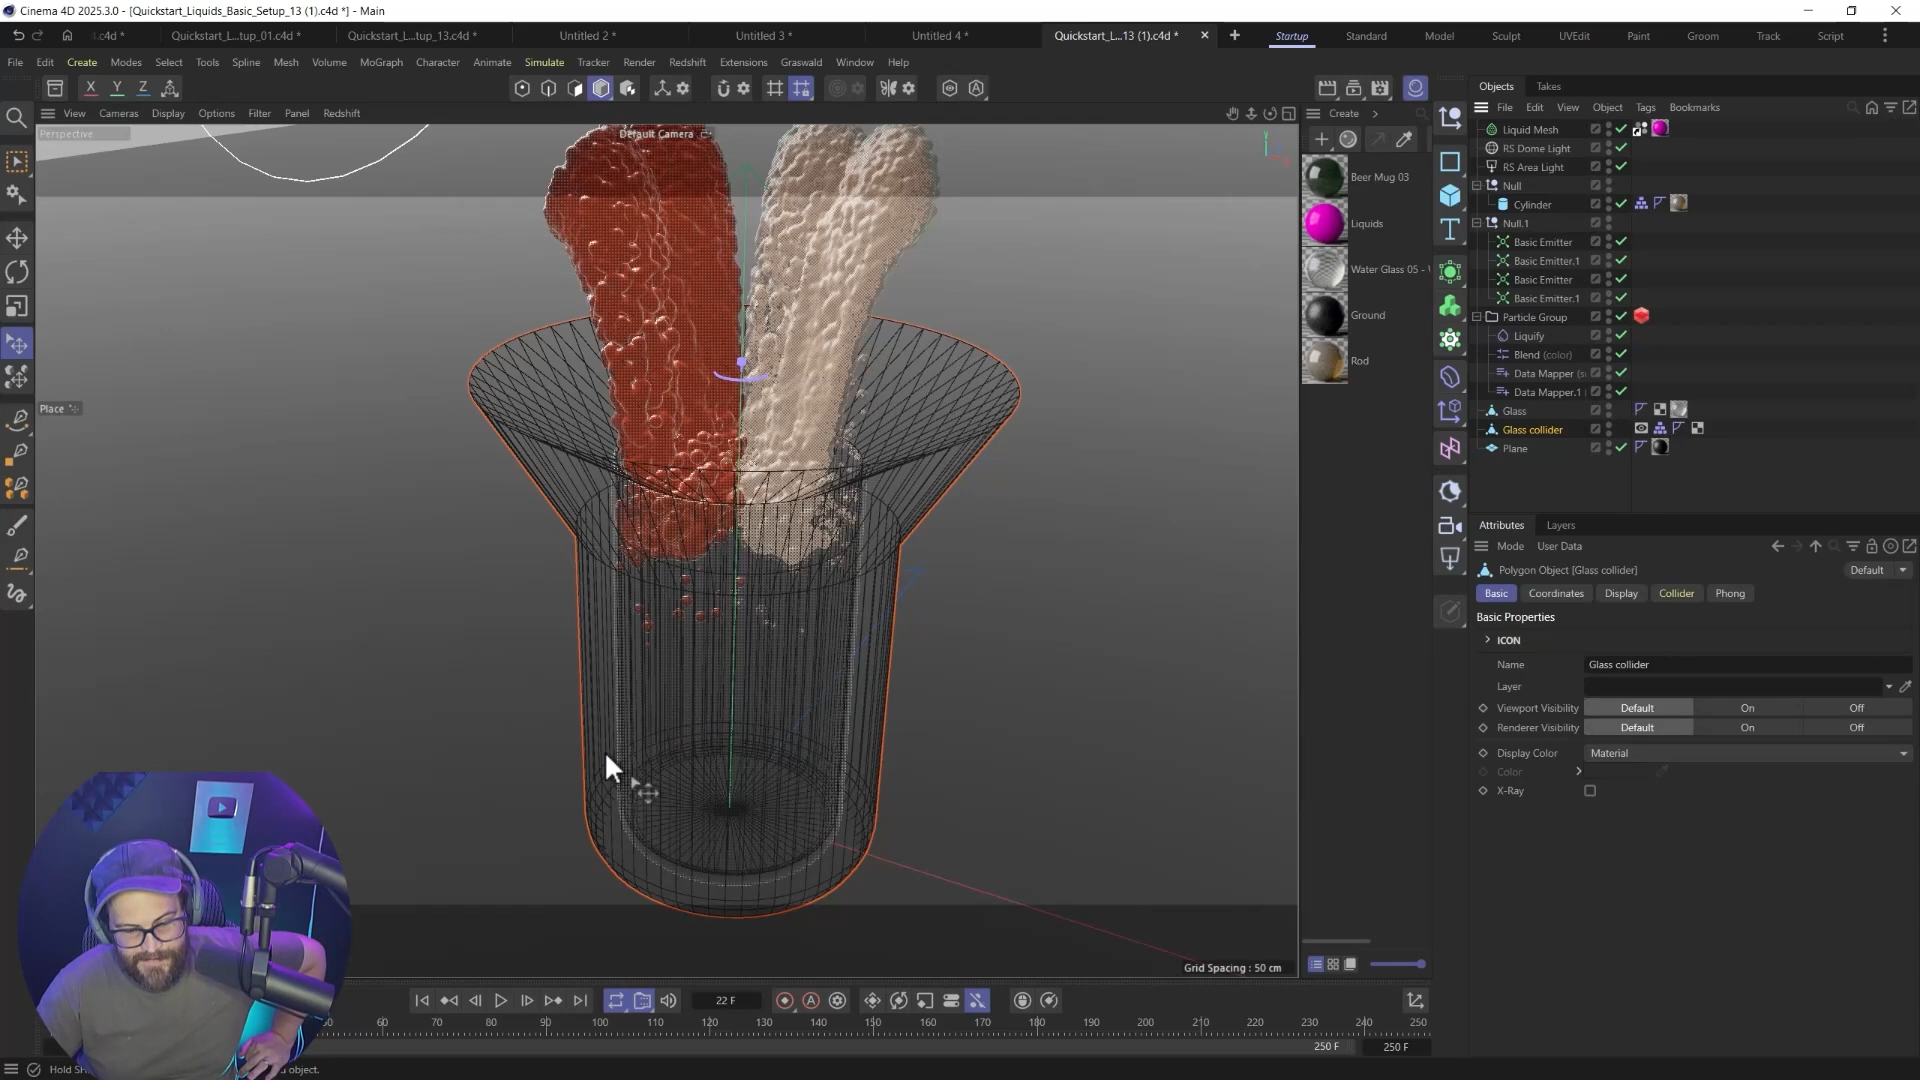 Cinema 4D 2025.3.0 - [Quickstart_Liquids_Basic_Setup_13 (1).c4d *] - Main
.c4d * Quickstart_L...tup_01.c4d * Quickstart_L...tup_13.c4d * Untitled 2 * Untitled 3 * Untitled 4 * Quickstart_L...13 (1).c4d * Startup Standard Model Sculpt UVEdit Paint Groom Track Script
File Edit Create Modes Select Tools Spline Mesh Volume MoGraph Character Animate Simulate Tracker Render Redshift Extensions Graswald Window Help
X Y Z
View Cameras Display Options Filter Panel Redshift
Create
Objects Takes
File Edit View Object Tags Bookmarks
Perspective
Default Camera
Place
Grid Spacing : 50 cm
Beer Mug 03
Liquids
Water Glass 05 -
Ground
Rod
Liquid Mesh
RS Dome Light
RS Area Light
Null
Cylinder
Null.1
Basic Emitter
Basic Emitter.1
Basic Emitter
Basic Emitter.1
Particle Group
Liquify
Blend (color)
Data Mapper
Data Mapper.1
Glass
Glass collider
Plane
Attributes Layers
Mode User Data
Polygon Object [Glass collider] Default
Basic Coordinates Display Collider Phong
Basic Properties
ICON
Name Glass collider
Layer
Viewport Visibility Default On Off
Renderer Visibility Default On Off
Display Color Material
Color
X-Ray
22 F
60 70 80 90 100 110 120 130 140 150 160 170 180 190 200 210 220 230 240 250
250 F 250 F
object.